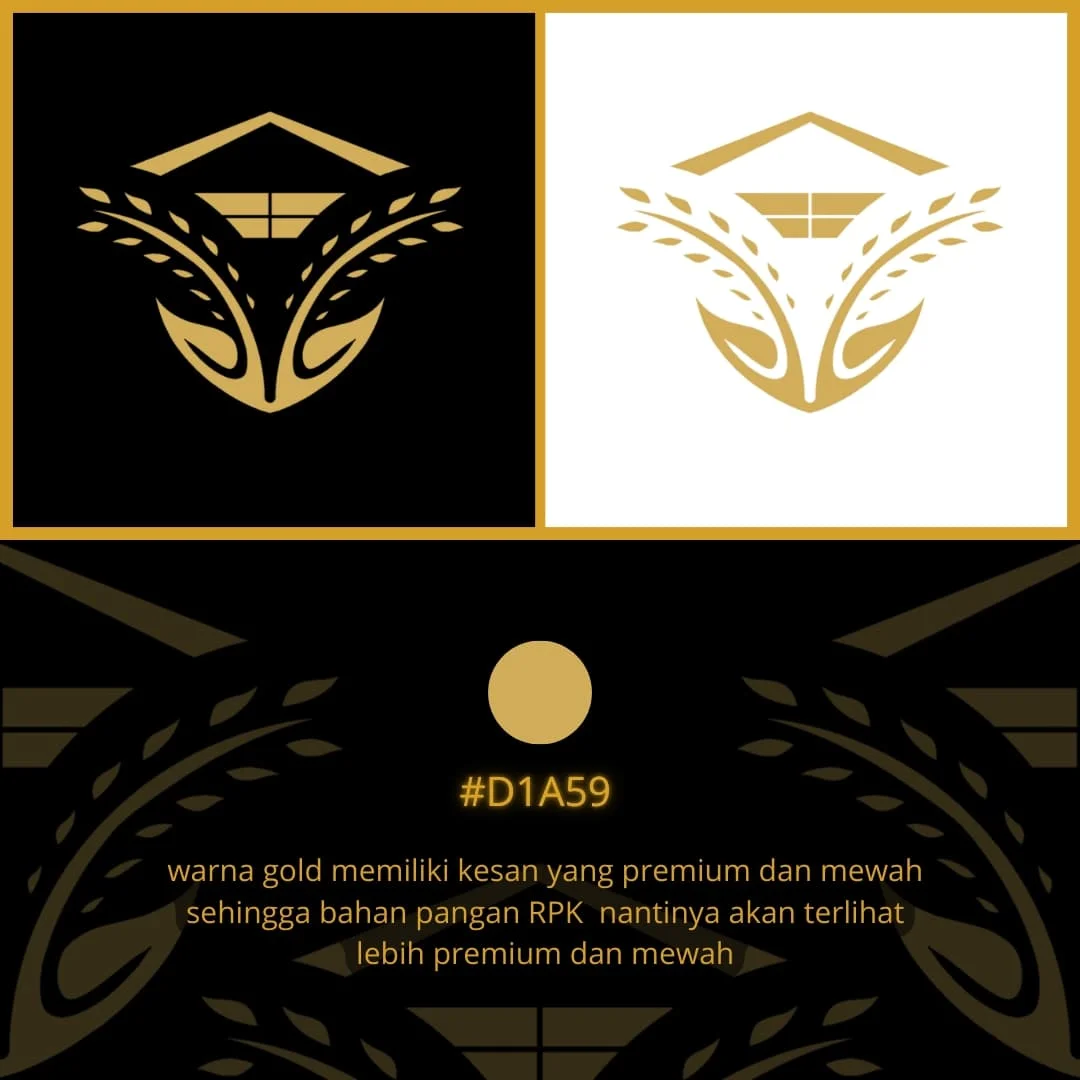 #D1A59
warna gold memiliki kesan yang premium dan mewah
sehingga bahan pangan RPK nantinya akan terlihat
lebih premium dan mewah